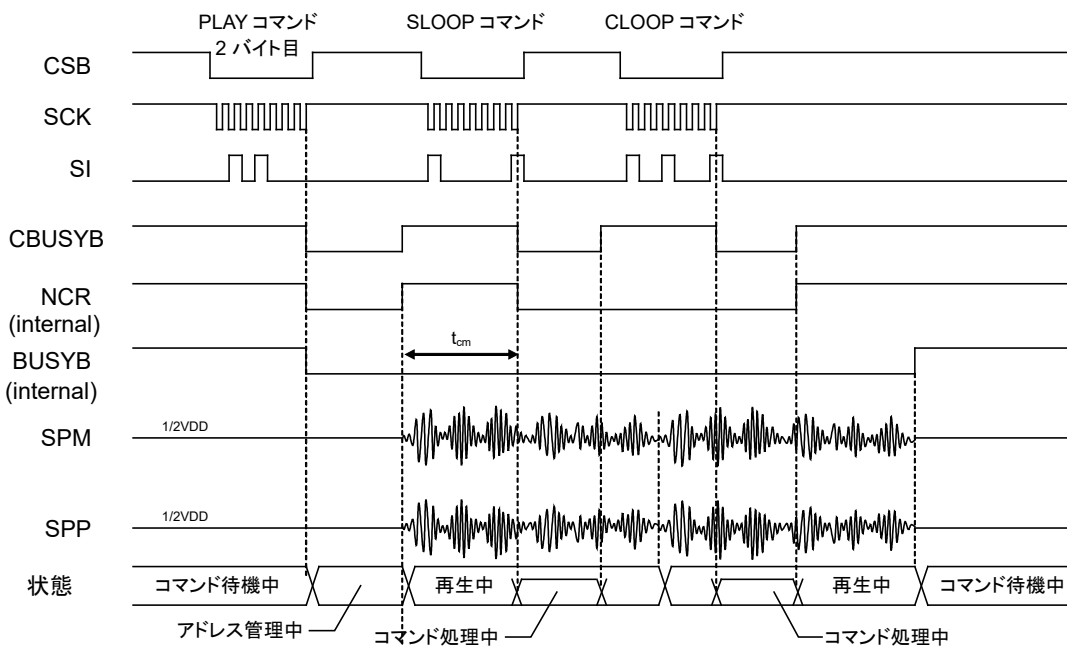 PLAY コマンド
2 バイト目
SLOOP コマンド
CLOOP コマンド
CSB
SCK
SI
CBUSYB
NCR
(internal)
tcm
BUSYB
(internal)
1/2VDD
SPM
1/2VDD
SPP
状態
コマンド待機中
再生中
再生中
コマンド待機中
アドレス管理中
コマンド処理中
コマンド処理中